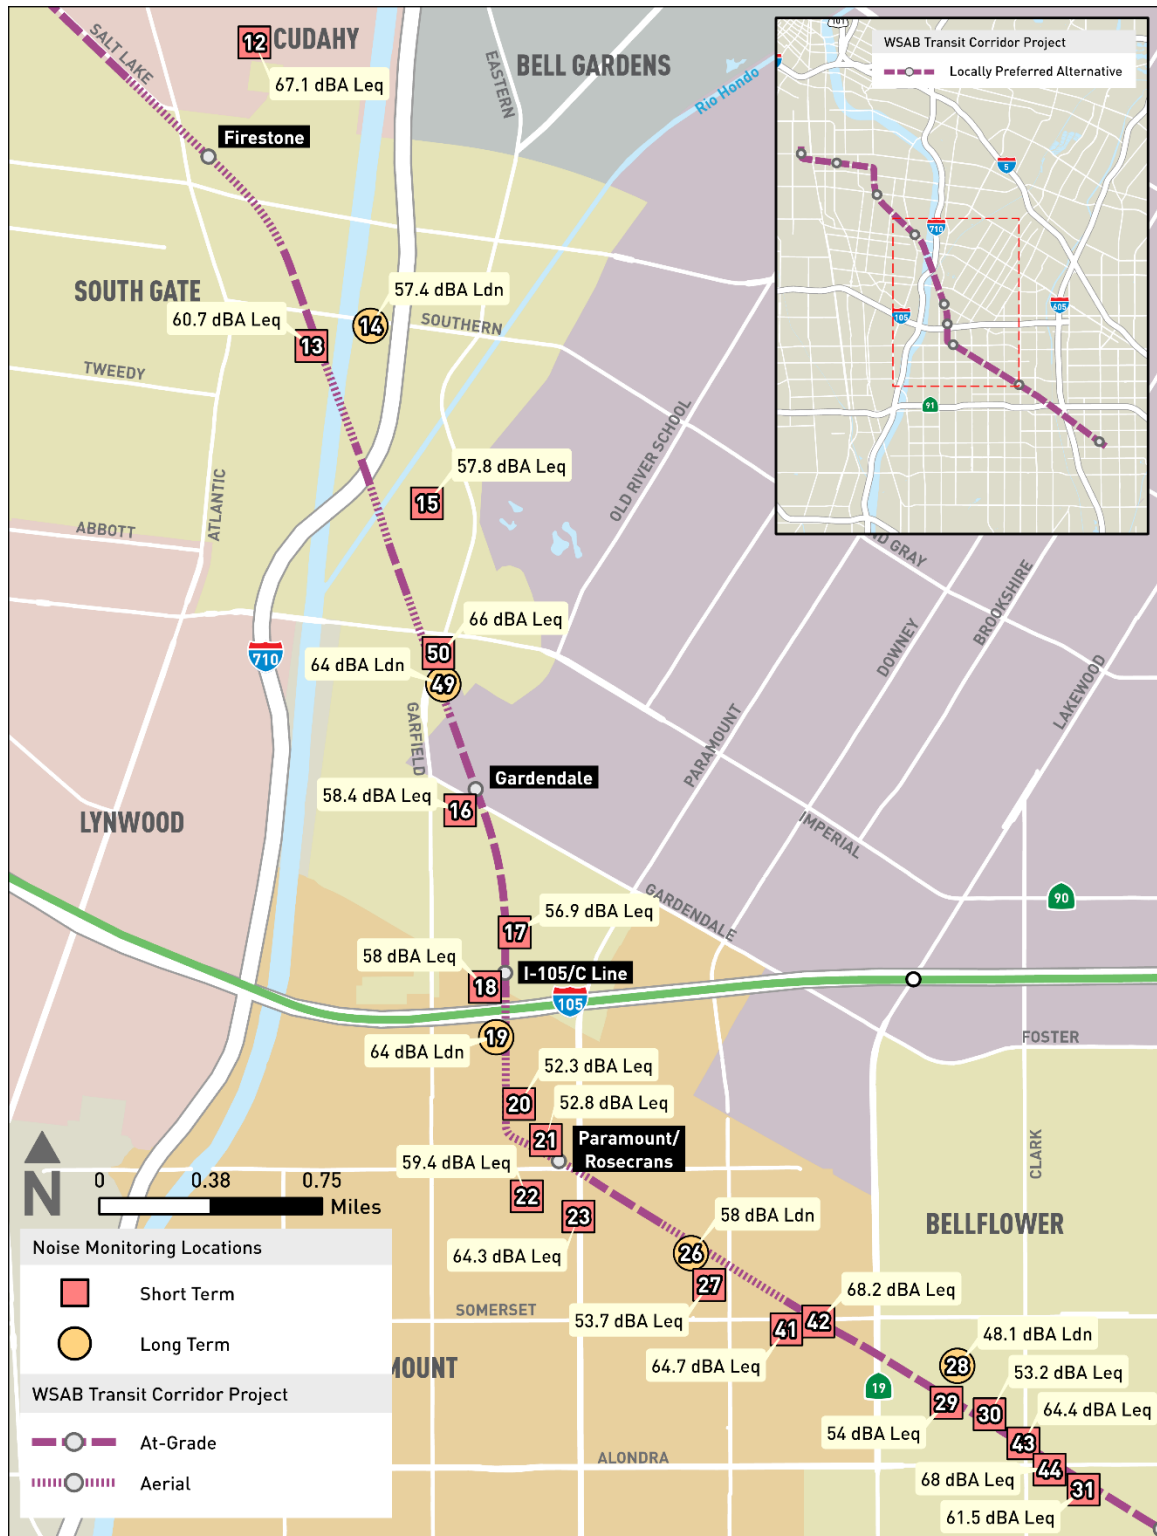 SALT LAKE
12
CUDAHY
67.1 dBA Leq
EASTERN
BELL GARDENS
Rio Hondo
Firestone
WSAB Transit Corridor Project
Locally Preferred Alternative
101
5
710
105
605
91
SOUTH GATE
57.4 dBA Ldn
60.7 dBA Leq
13
14
SOUTHERN
TWEEDY
OLD RIVER SCHOOL
57.8 dBA Leq
15
ATLANTIC
ABBOTT
ND GRAY
BROOKSHIRE
66 dBA Leq
50
710
64 dBA Ldn
49
DOWNEY
LAKEWOOD
GARFIELD
PARAMOUNT
Gardendale
58.4 dBA Leq
16
LYNWOOD
IMPERIAL
GARDENDALE
90
56.9 dBA Leq
17
58 dBA Leq
18
I-105/C Line
105
19
64 dBA Ldn
FOSTER
52.3 dBA Leq
20
52.8 dBA Leq
21
Paramount/
Rosecrans
CLARK
59.4 dBA Leq
22
23
64.3 dBA Leq
N
0 0.38 0.75
Miles
58 dBA Ldn
26
27
BELLFLOWER
53.7 dBA Leq
SOMERSET
68.2 dBA Leq
41
42
64.7 dBA Leq
48.1 dBA Ldn
28
53.2 dBA Leq
19
29
30
64.4 dBA Leq
54 dBA Leq
43
MOUNT
ALONDRA
44
68 dBA Leq
31
61.5 dBA Leq
Noise Monitoring Locations
Short Term
Long Term
WSAB Transit Corridor Project
At-Grade
Aerial